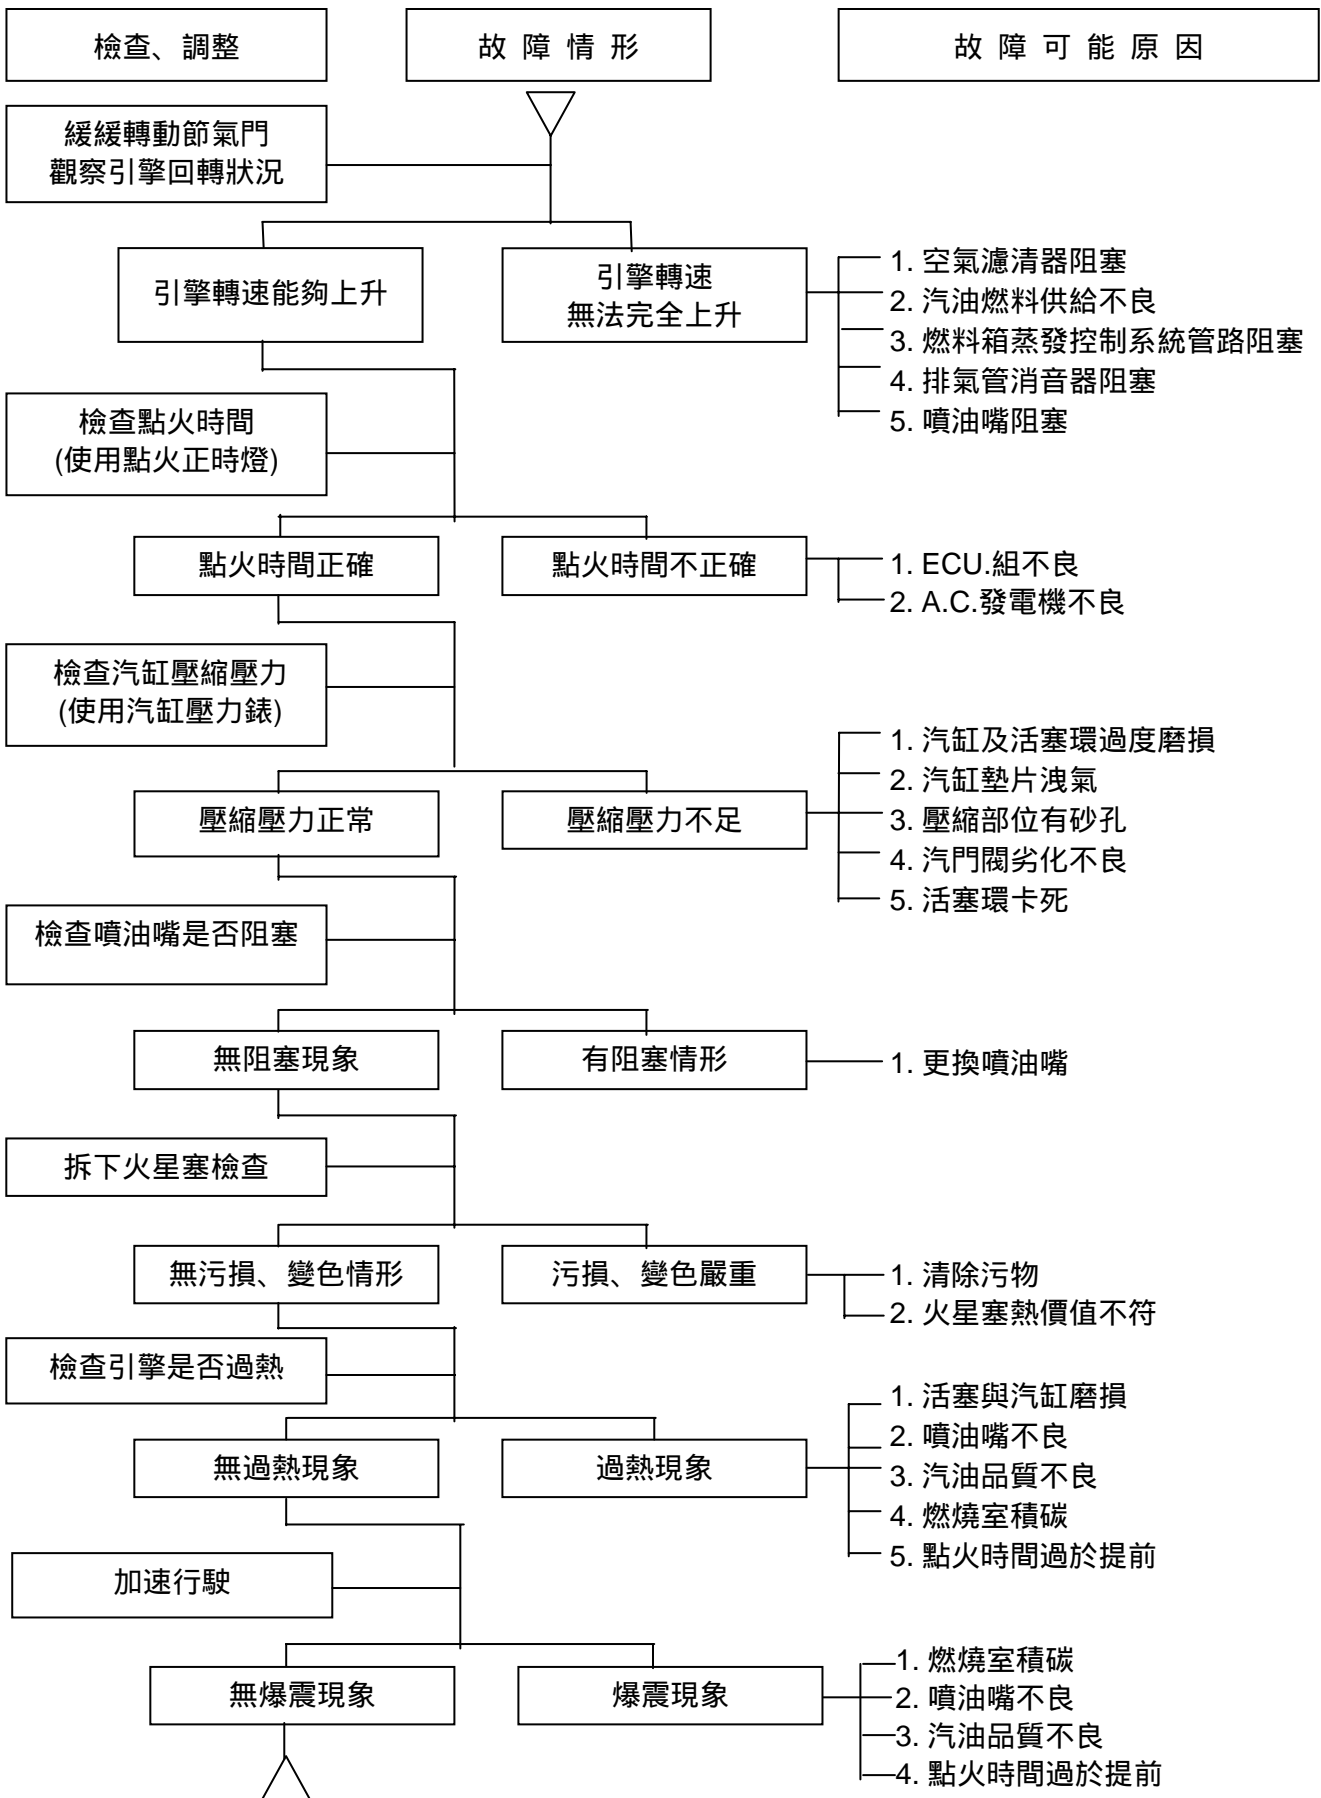 檢查、調整
故障情形
故障可能原因
緩緩轉動節氣門
觀察引擎回轉狀況
引擎轉速能夠上升
引擎轉速
無法完全上升
1. 空氣濾清器阻塞
2. 汽油燃料供給不良
3. 燃料箱蒸發控制系統管路阻塞
4. 排氣管消音器阻塞
5. 噴油嘴阻塞
檢查點火時間
(使用點火正時燈)
點火時間正確
點火時間不正確
1. ECU.組不良
2. A.C.發電機不良
檢查汽缸壓縮壓力
(使用汽缸壓力錶)
壓縮壓力正常
壓縮壓力不足
1. 汽缸及活塞環過度磨損
2. 汽缸墊片洩氣
3. 壓縮部位有砂孔
4. 汽門閥劣化不良
5. 活塞環卡死
檢查噴油嘴是否阻塞
無阻塞現象
有阻塞情形
1. 更換噴油嘴
拆下火星塞檢查
無污損、變色情形
污損、變色嚴重
1. 清除污物
2. 火星塞熱價值不符
檢查引擎是否過熱
無過熱現象
過熱現象
1. 活塞與汽缸磨損
2. 噴油嘴不良
3. 汽油品質不良
4. 燃燒室積碳
5. 點火時間過於提前
加速行駛
無爆震現象
爆震現象
1. 燃燒室積碳
2. 噴油嘴不良
3. 汽油品質不良
4. 點火時間過於提前